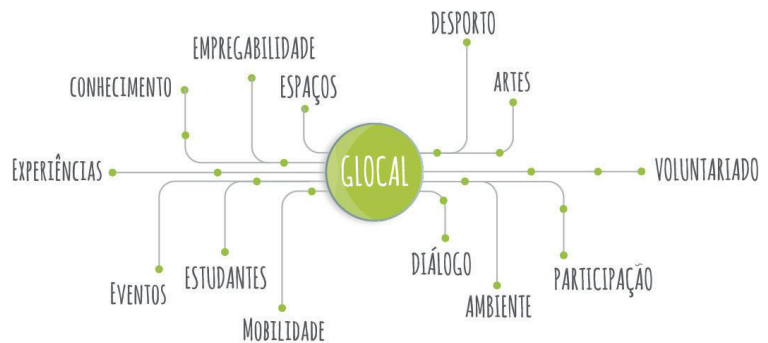 DESPORTO
EMPREGABILIDADE
CONHECIMENTO
ESPAÇOS
ARTES
EXPERIÊNCIAS
GLOCAL
VOLUNTARIADO
DIÁLOGO
ESTUDANTES
PARTICIPAÇÃO
EVENTOS
AMBIENTE
MOBILIDADE